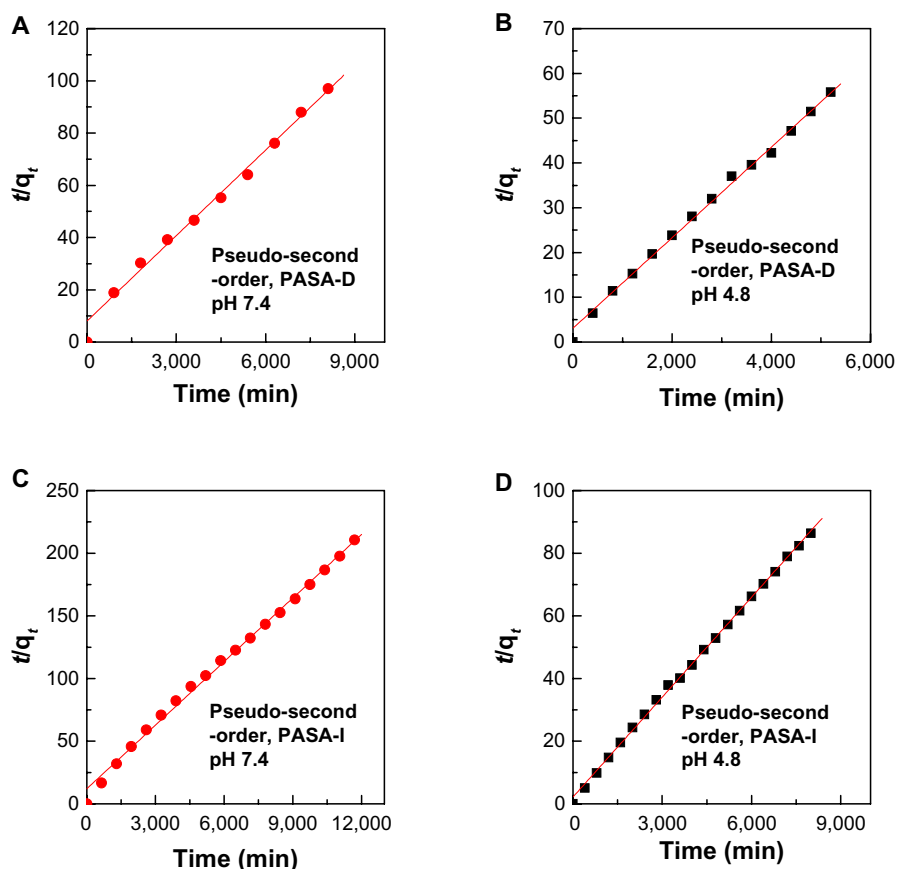 A
120
100
80
60
40
20
0
t/qt
Pseudo-second
-order, PASA-D
pH 7.4
0
3,000
6,000
9,000
Time (min)
B
70
60
50
40
30
20
10
0
t/qt
Pseudo-second
-order, PASA-D
pH 4.8
0
2,000
4,000
6,000
Time (min)
C
250
200
150
100
50
0
t/qt
Pseudo-second
-order, PASA-I
pH 7.4
0
3,000
6,000
9,000
12,000
Time (min)
D
100
80
60
40
20
0
t/qt
Pseudo-second
-order, PASA-I
pH 4.8
0
3,000
6,000
9,000
Time (min)